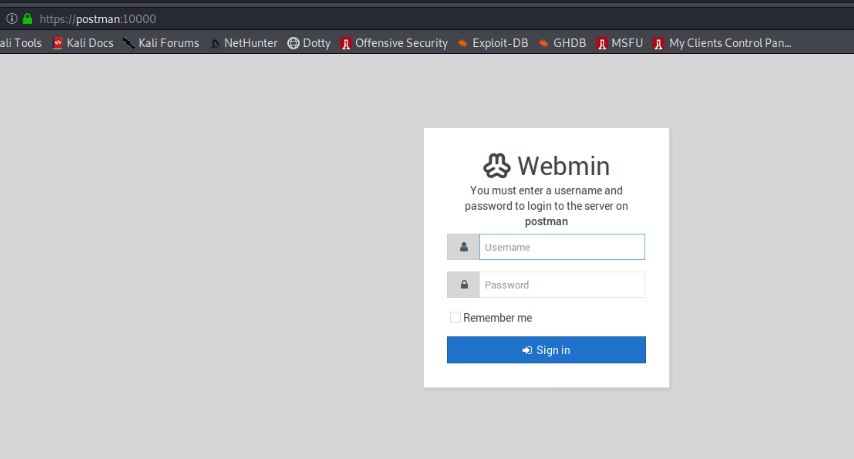 https://postman:10000
ali Tools Kali Docs Kali Forums NetHunter Dotty Offensive Security Exploit-DB GHDB MSFU My Clients Control Pan...
Webmin
You must enter a username and
password to login to the server on
postman
Username
Password
Remember me
Sign in